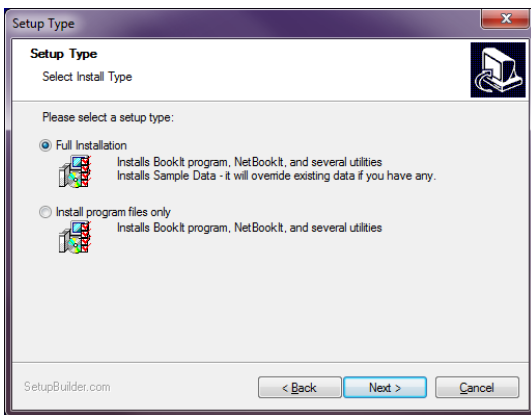 Setup Type
Setup Type
Select Install Type
Please select a setup type:
Full Installation
Installs BookIt program, NetBookIt, and several utilities
Installs Sample Data - it will override existing data if you have any.
Install program files only
Installs BookIt program, NetBookIt, and several utilities
SetupBuilder.com
< Back
Next >
Cancel